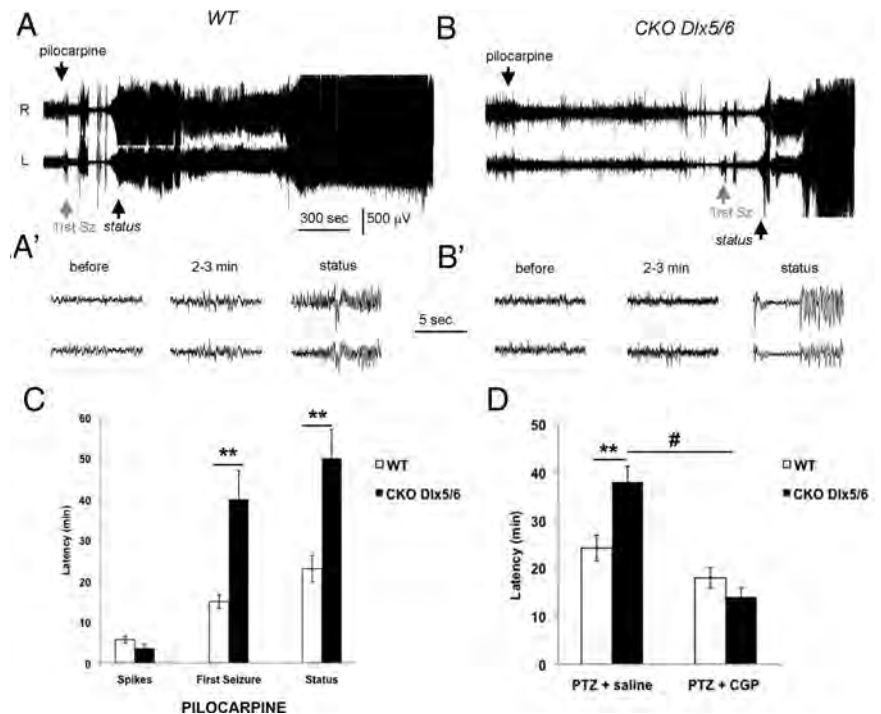 A
WT
pilocarpine
R
L
1rst Sz.
status
300 sec
500 µV
B
CKO Dlx5/6
pilocarpine
1rst Sz
status
A'
before
2-3 min
status
5 sec.
B'
before
2-3 min
status
C
60
50
40
30
20
10
0
Latency (min)
**
**
WT
CKO Dlx5/6
Spikes
First Seizure
Status
PILOCARPINE
D
50
40
30
20
10
0
Latency (min)
**
#
WT
CKO Dlx5/6
PTZ + saline
PTZ + CGP